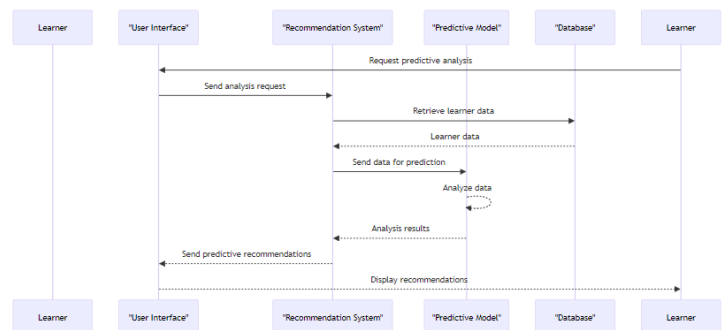 Learner
"User Interface"
"Recommendation System"
"Predictive Model"
"Database"
Learner
Request predictive analysis
Send analysis request
Retrieve learner data
Learner data
Send data for prediction
Analyze data
Analysis results
Send predictive recommendations
Display recommendations
Learner
"User Interface"
"Recommendation System"
"Predictive Model"
"Database"
Learner